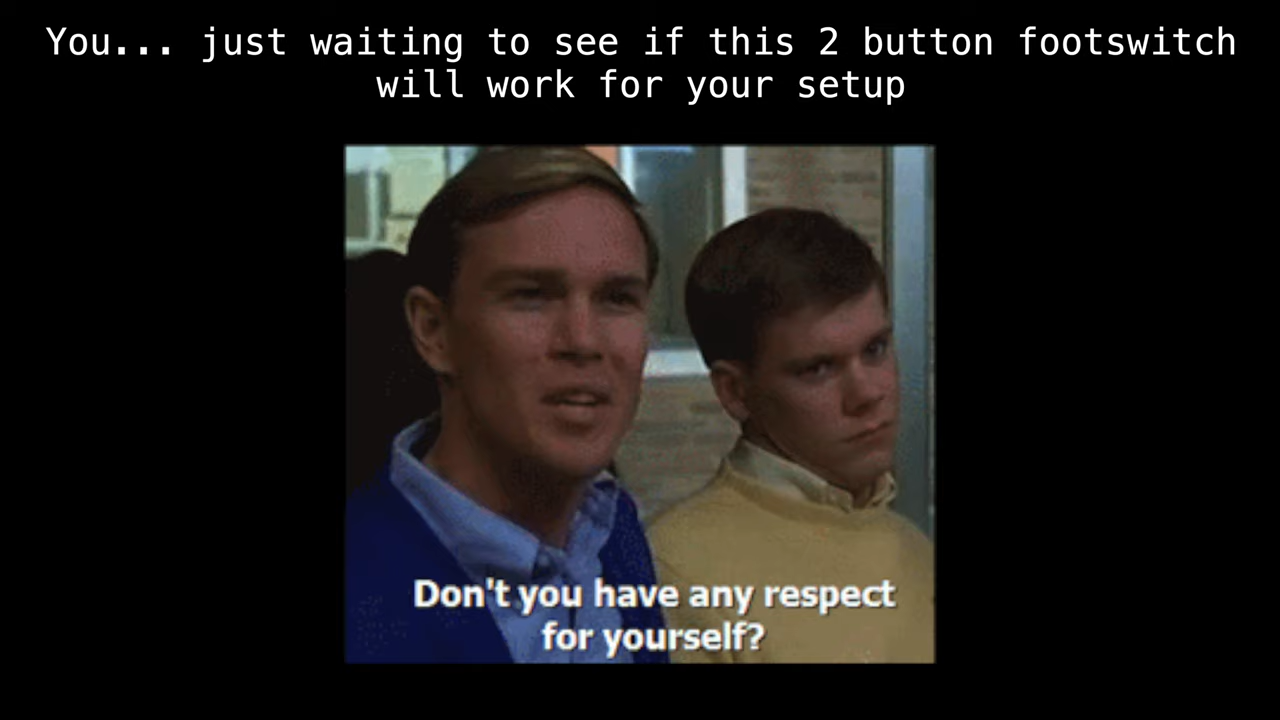 You... just waiting to see if this 2 button footswitch
will work for your setup
Don't you have any respect
for yourself?